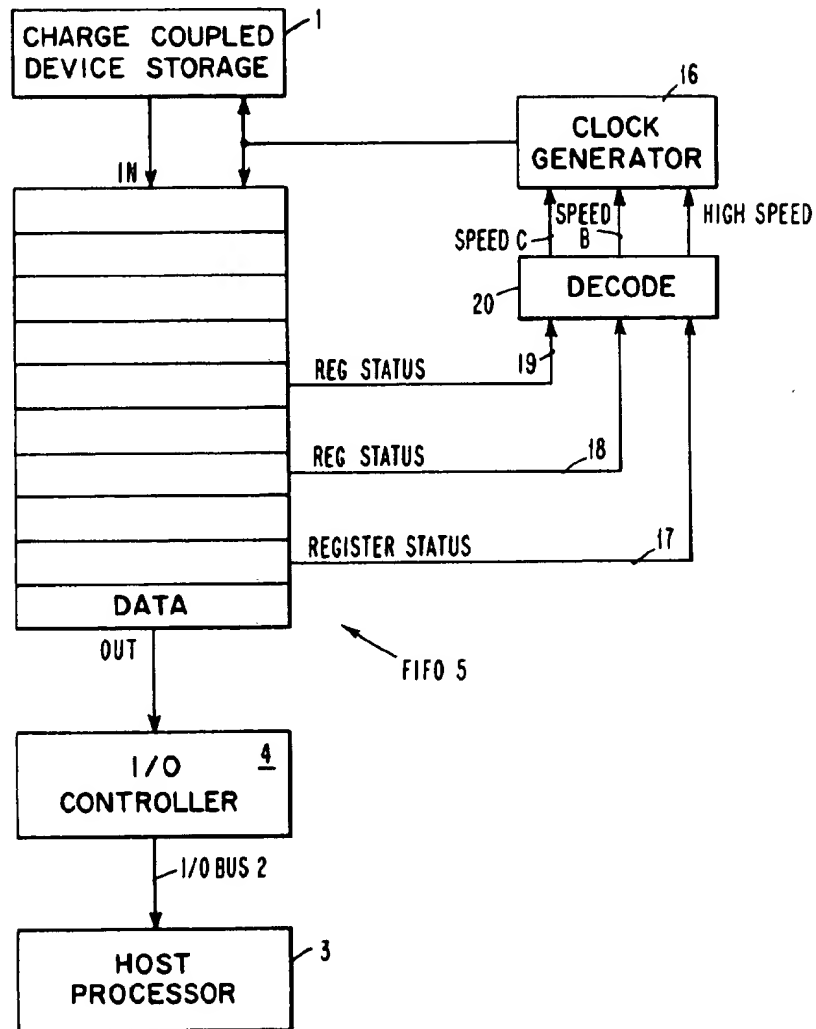 CHARGE COUPLED
DEVICE STORAGE
1
16
CLOCK
GENERATOR
IN
SPEED C
SPEED
B
HIGH SPEED
20
DECODE
19
REG STATUS
REG STATUS
18
REGISTER STATUS
17
DATA
OUT
FIFO 5
4
I/O
CONTROLLER
I/O BUS 2
HOST
PROCESSOR
3